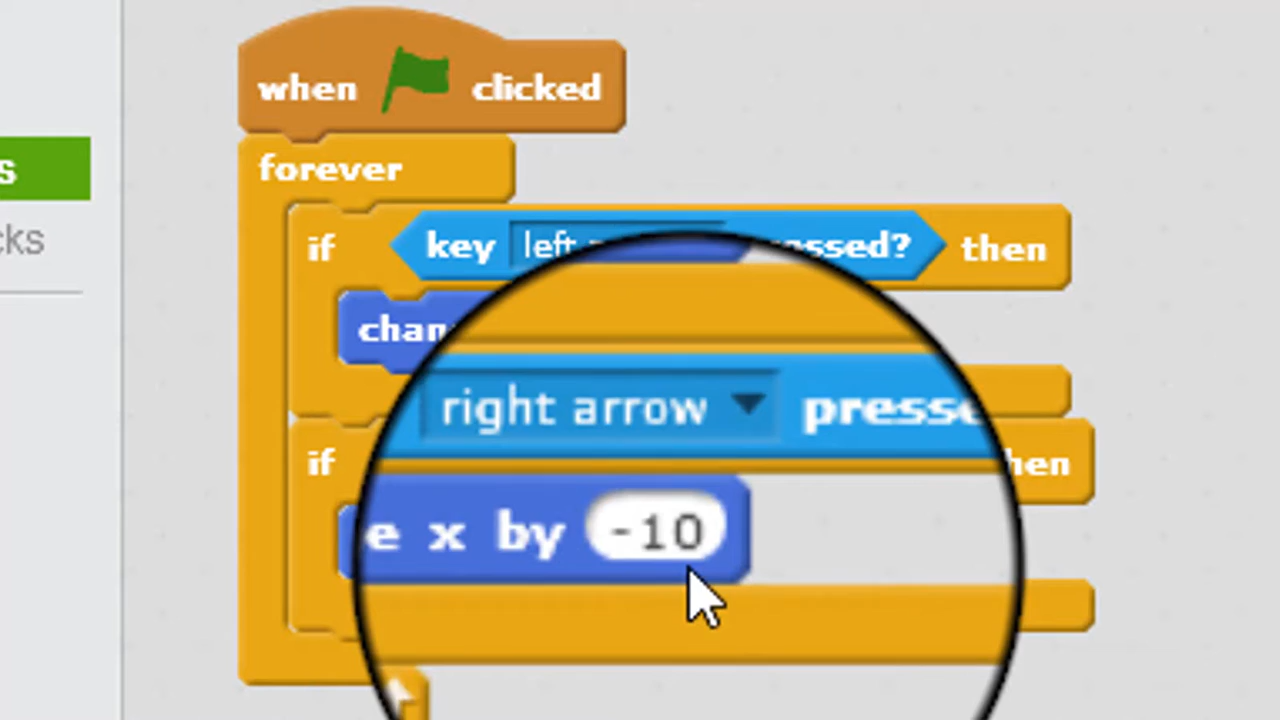 when clicked
forever
s
cks
if key left pressed? then
chan
right arrow presse
if hen
e x by -10